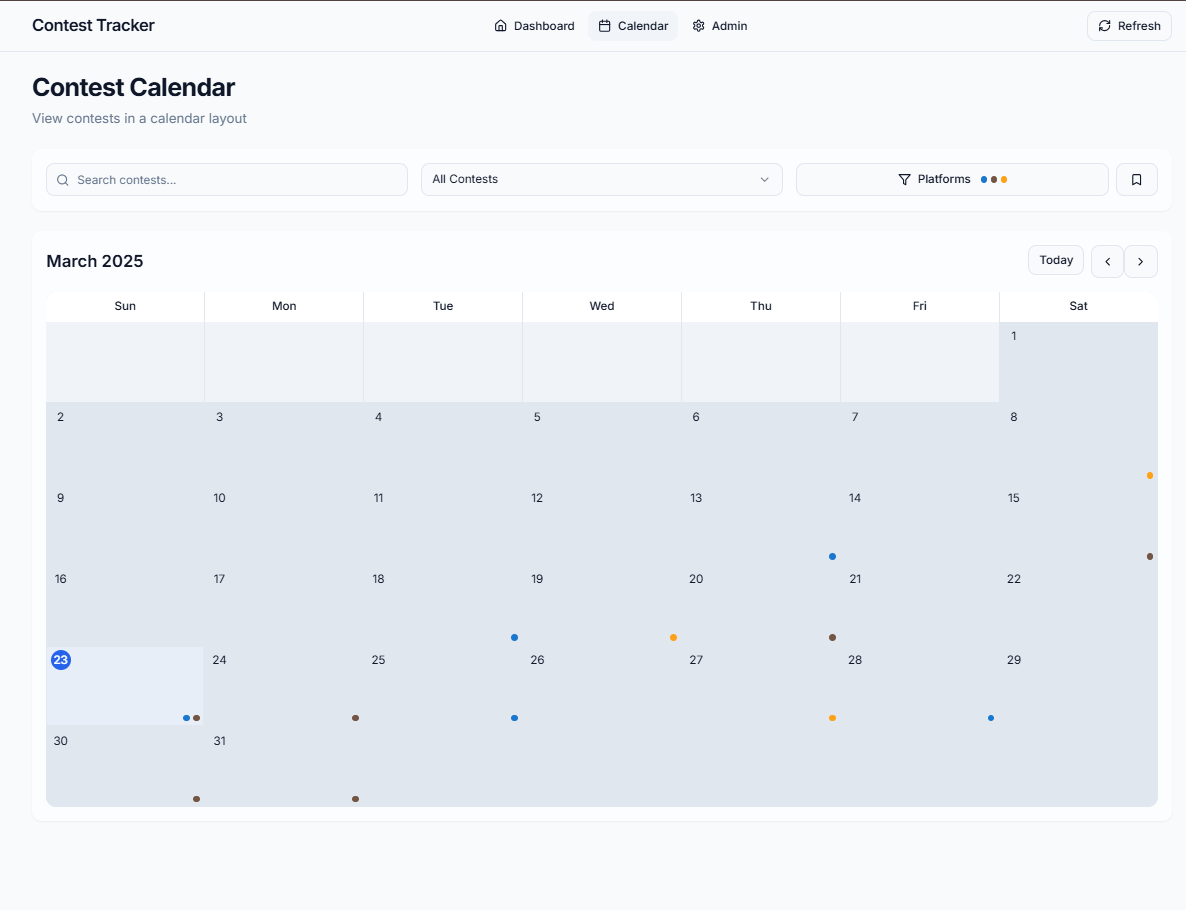 Contest Tracker
Dashboard
Calendar
Admin
Refresh
Contest Calendar
View contests in a calendar layout
Search contests...
All Contests
Platforms
March 2025
Today
Sun Mon Tue Wed Thu Fri Sat
1
2 3 4 5 6 7 8
9 10 11 12 13 14 15
16 17 18 19 20 21 22
23 24 25 26 27 28 29
30 31